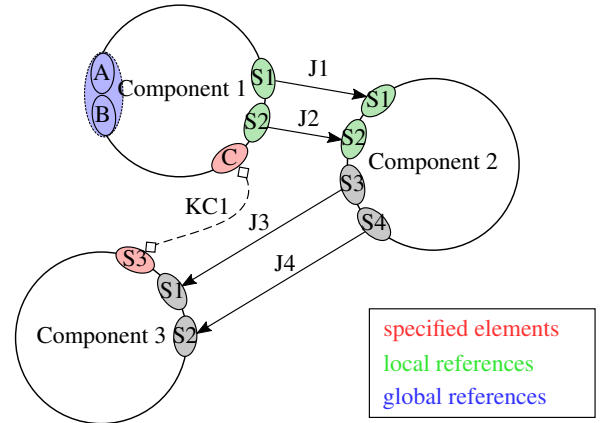 A
B
Component 1
S1
S2
C
J1
J2
S1
S2
S3
S4
Component 2
KC1
J3
J4
S3
S1
S2
Component 3
specified elements
local references
global references